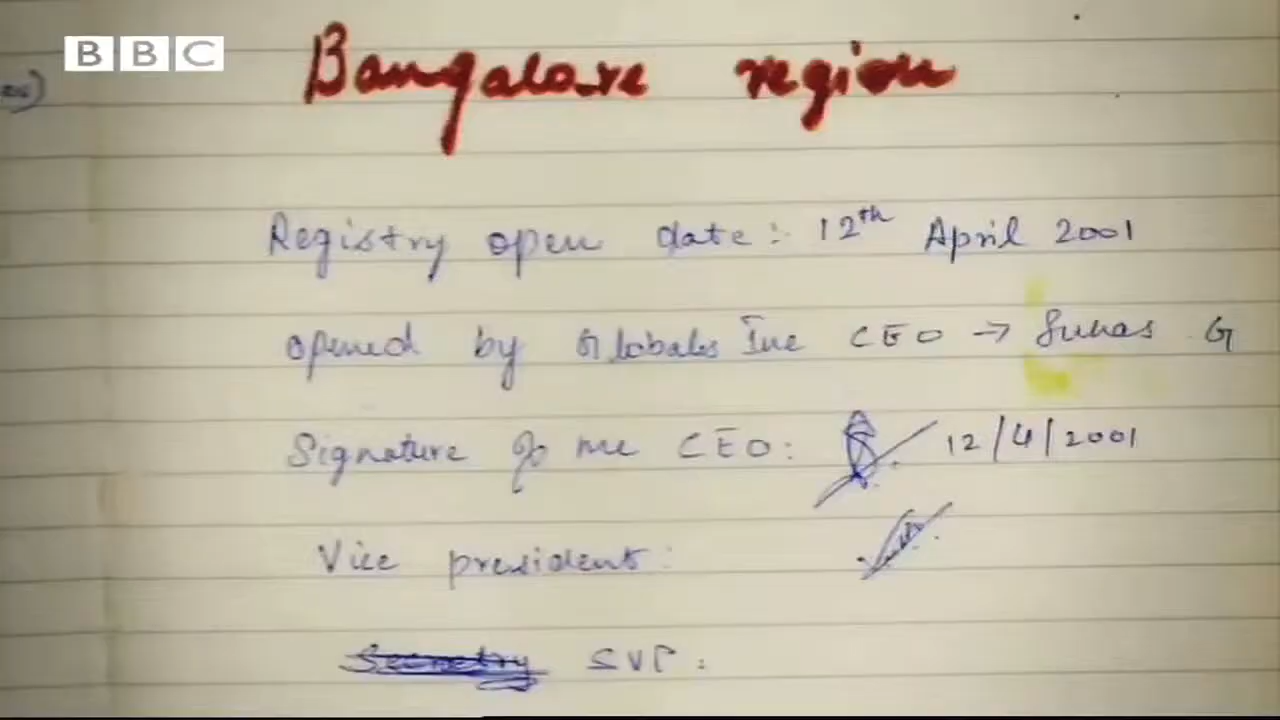 BBC
Bangalore region
Registry open date :- 12th April 2001
opened by Globals Inc CEO → Suhas G
Signature of the CEO: 12/4/2001
Vice president:
Secretry SVP: